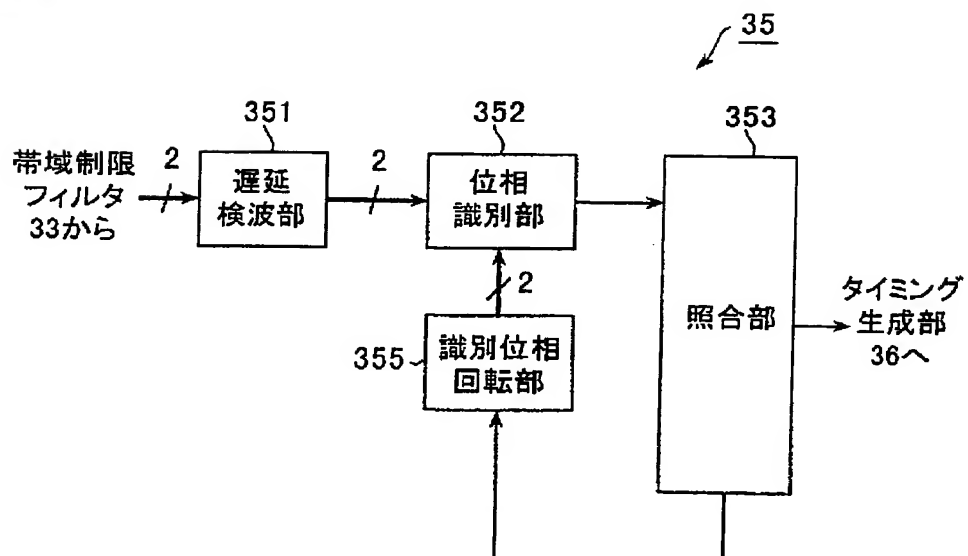 35
351
352
353
帯域制限
フィルタ
33から
2
遅延
検波部
2
位相
識別部
2
照合部
タイミング
生成部
36へ
355
識別位相
回転部